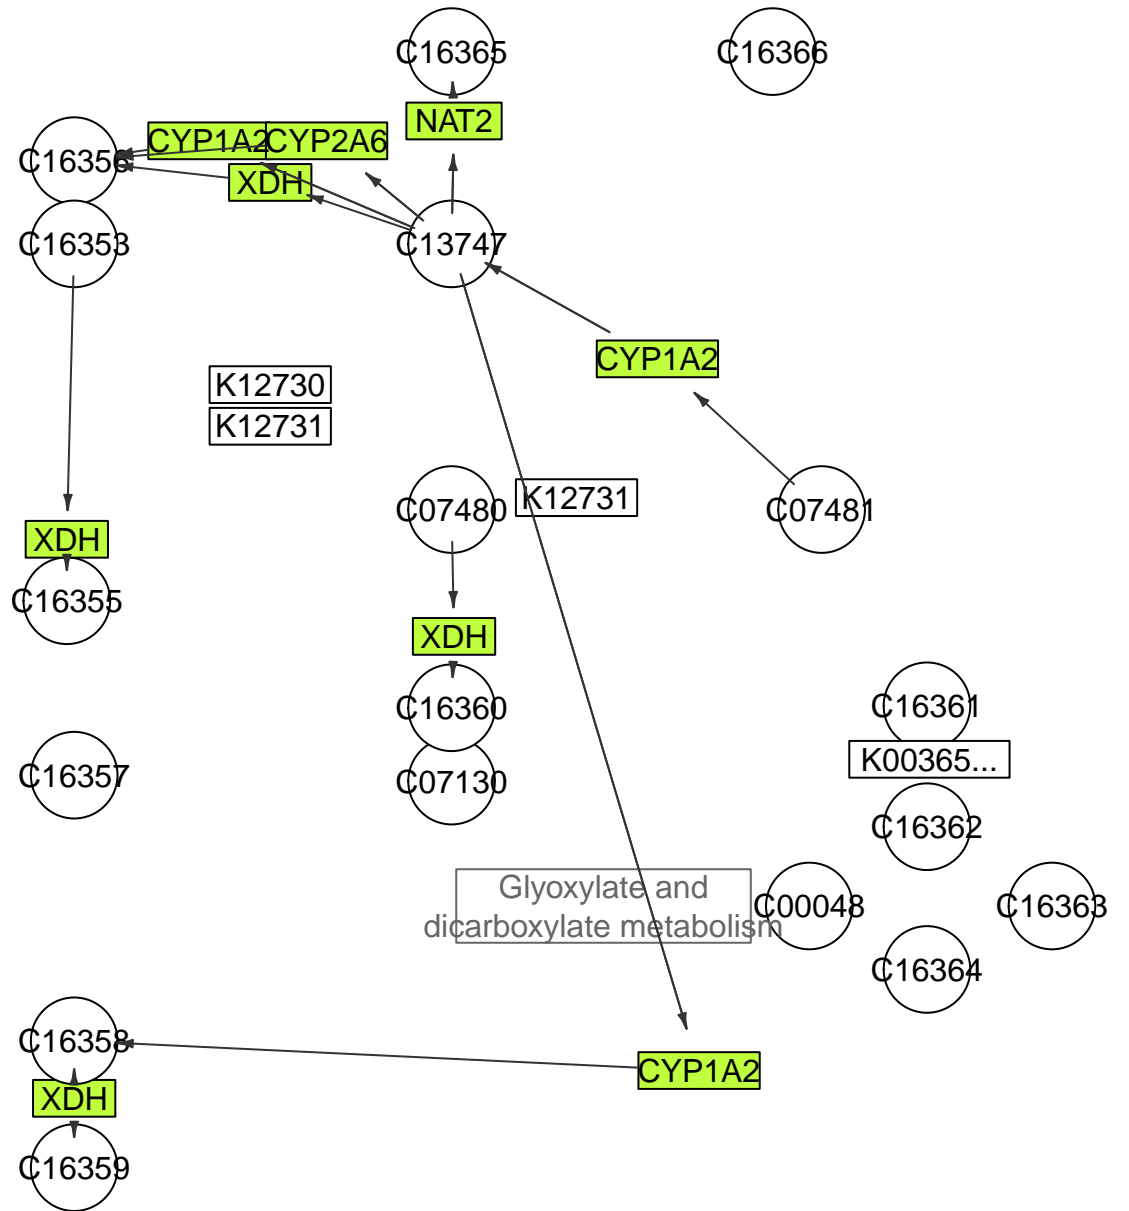 C16365
C16366
NAT2
CYP1A2
CYP2A6
C16356
XDH
C16353
C13747
CYP1A2
K12730
K12731
K12731
C07480
C07481
XDH
C16355
XDH
C16360
C16361
K00365...
C16357
C07130
C16362
Glyoxylate and
dicarboxylate metabolism
C00048
C16363
C16364
C16358
CYP1A2
XDH
C16359